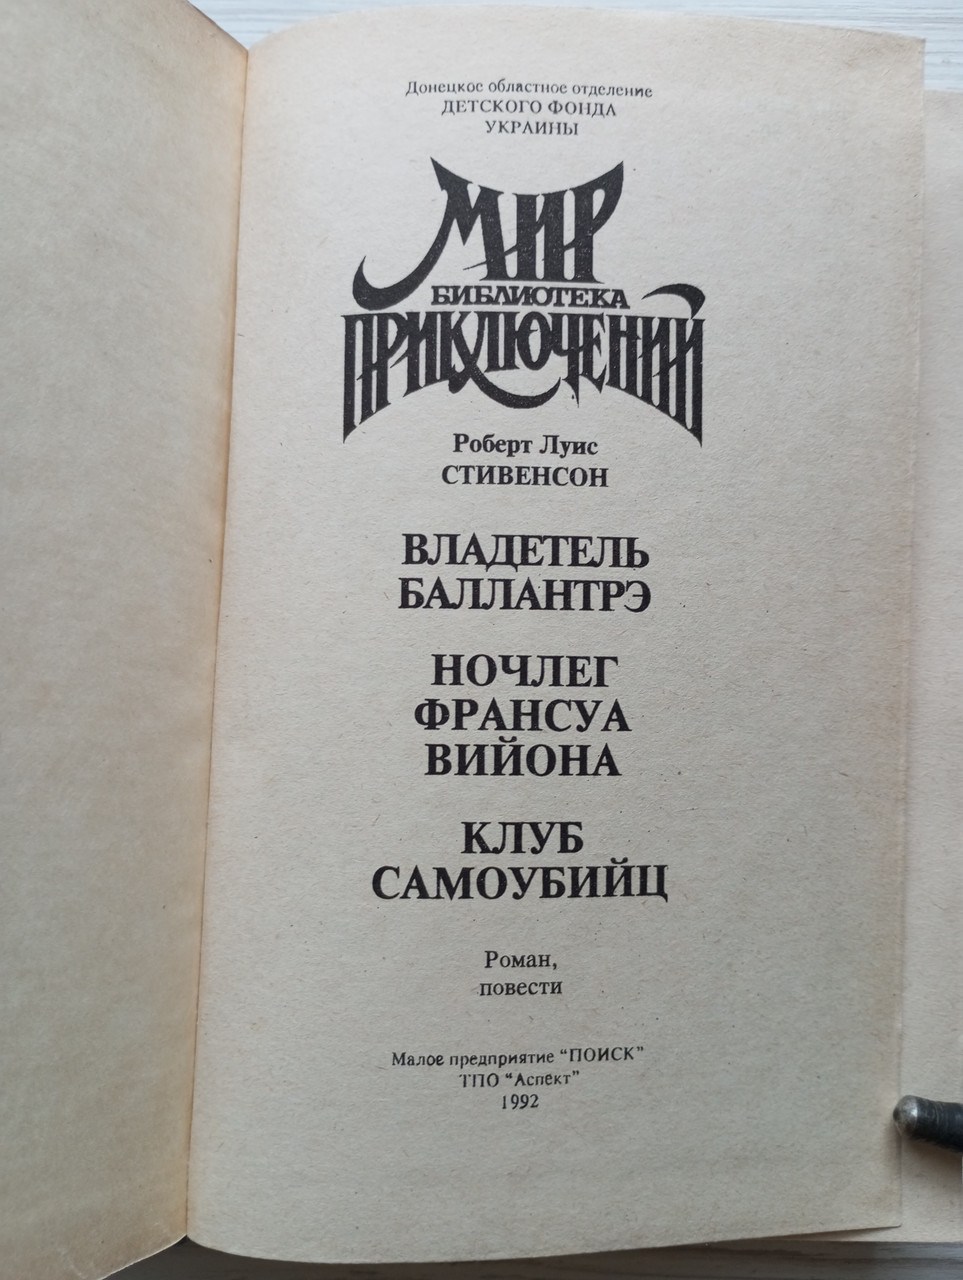 Донецкое областное отделение
ДЕТСКОГО ФОНДА
УКРАИНЫ
МИР
БИБЛИОТЕКА
ПРИКЛЮЧЕНИЙ
Роберт Луис
СТИВЕНСОН
ВЛАДЕТЕЛЬ
БАЛЛАНТРЭ
НОЧЛЕГ
ФРАНСУА
ВИЙОНА
КЛУБ
САМОУБИЙЦ
Роман,
повести
Малое предприятие "ПОИСК"
ТПО "Аспект"
1992